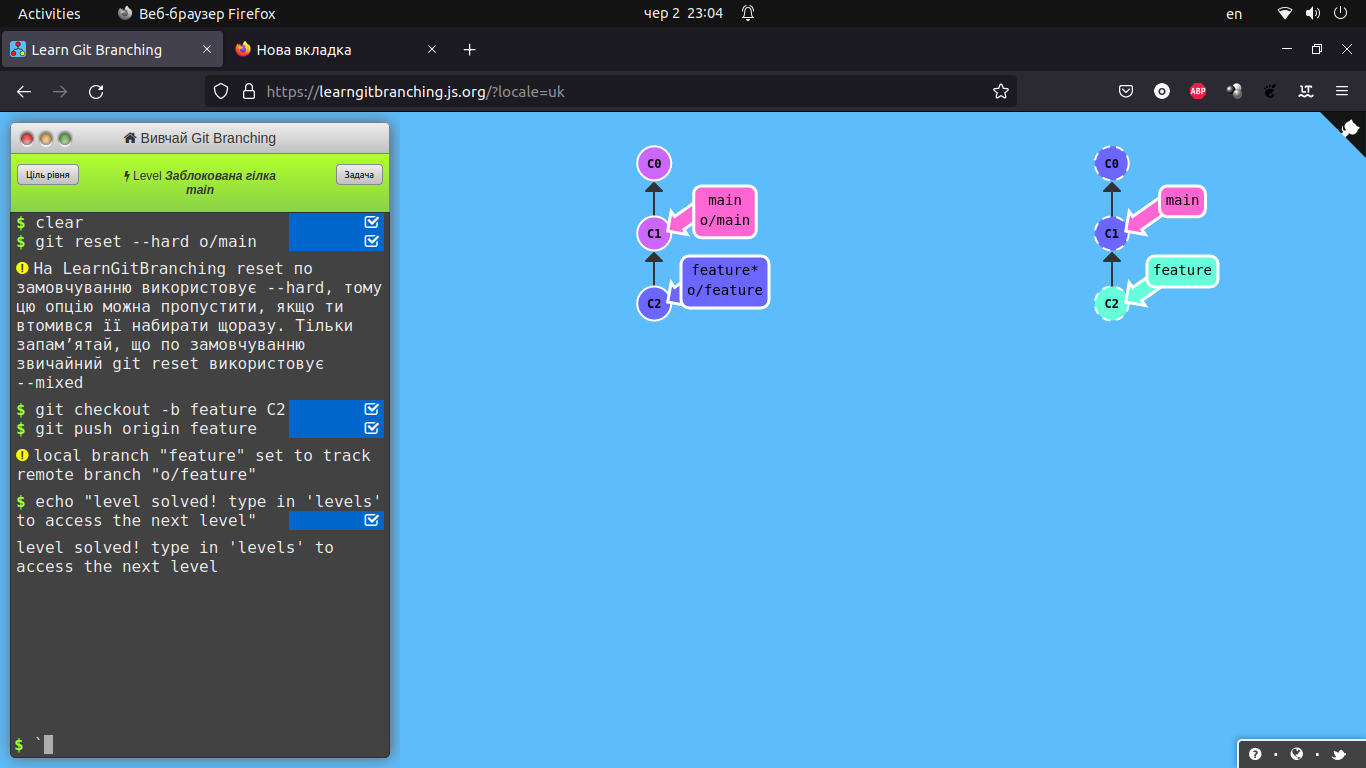 Activities
Веб-браузер Firefox
чер 2 23:04
en
Learn Git Branching
Нова вкладка
https://learngitbranching.js.org/?locale=uk
ABP
LT
Вивчай Git Branching
Ціль рівня
Level Заблокована гілка
main
Задача
$ clear
$ git reset --hard o/main
На LearnGitBranching reset по
замовчуванню використовує --hard, тому
цю опцію можна пропустити, якщо ти
втомився її набирати щоразу. Тільки
запам’ятай, що по замовчуванню
звичайний git reset використовує
--mixed
$ git checkout -b feature C2
$ git push origin feature
local branch "feature" set to track
remote branch "o/feature"
$ echo "level solved! type in 'levels'
to access the next level"
level solved! type in 'levels' to
access the next level
$ `
C0
main
o/main
C1
feature*
o/feature
C2
C0
main
C1
feature
C2